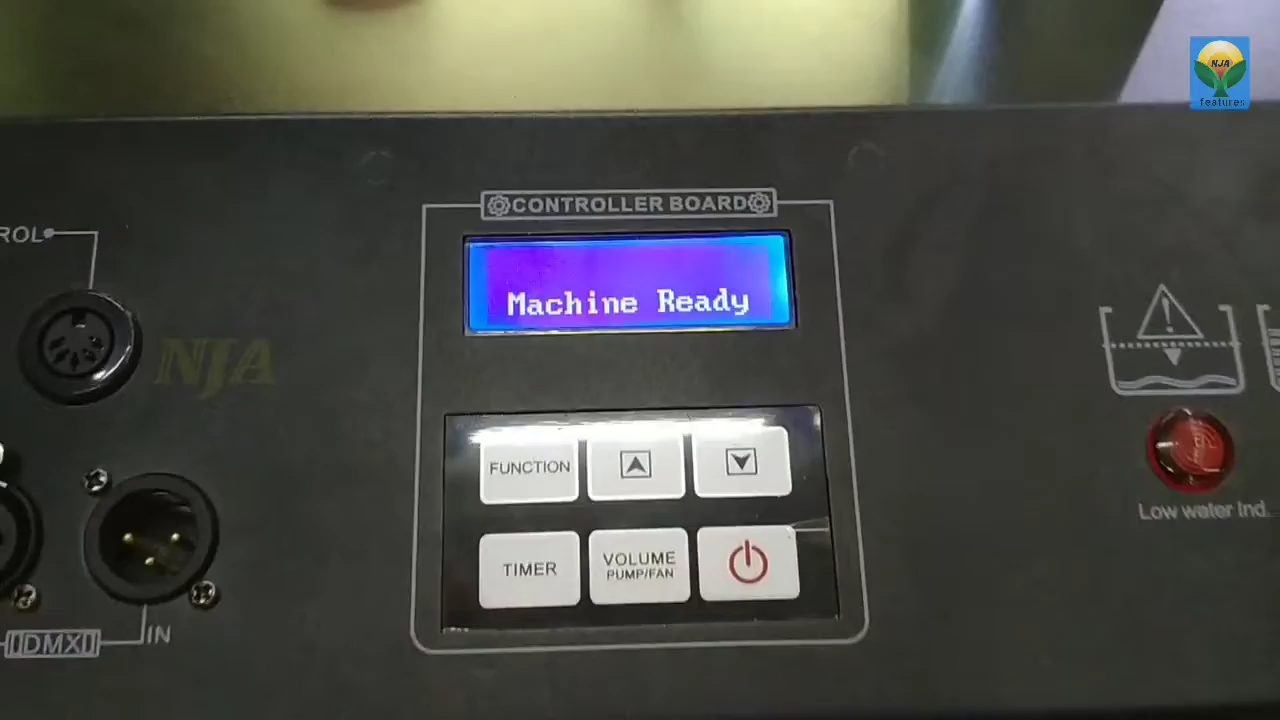 NJA
features
CONTROLLER BOARD
ROL
Machine Ready
NJA
FUNCTION
TIMER
VOLUME
PUMP/FAN
Low water Ind.
DMX
IN